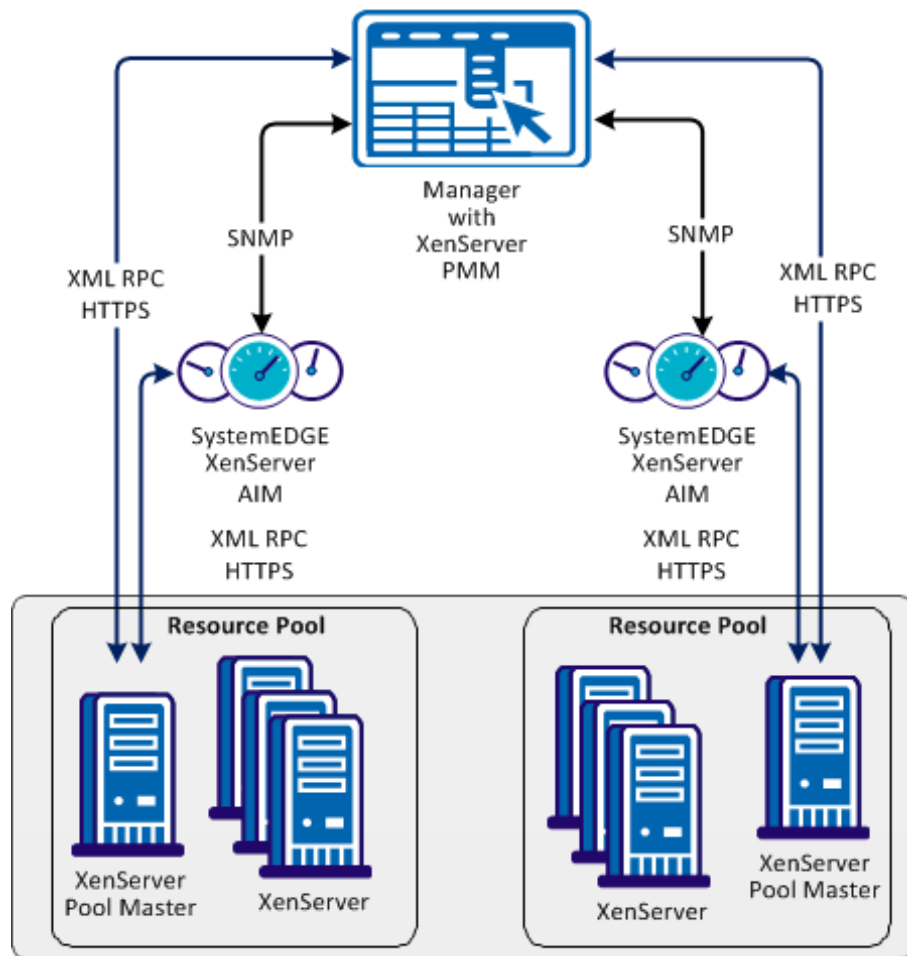 Manager
with
XenServer
PMM
SNMP
SNMP
XML RPC
HTTPS
XML RPC
HTTPS
SystemEDGE
XenServer
AIM
SystemEDGE
XenServer
AIM
XML RPC
HTTPS
XML RPC
HTTPS
Resource Pool
Resource Pool
XenServer
Pool Master
XenServer
XenServer
XenServer
Pool Master